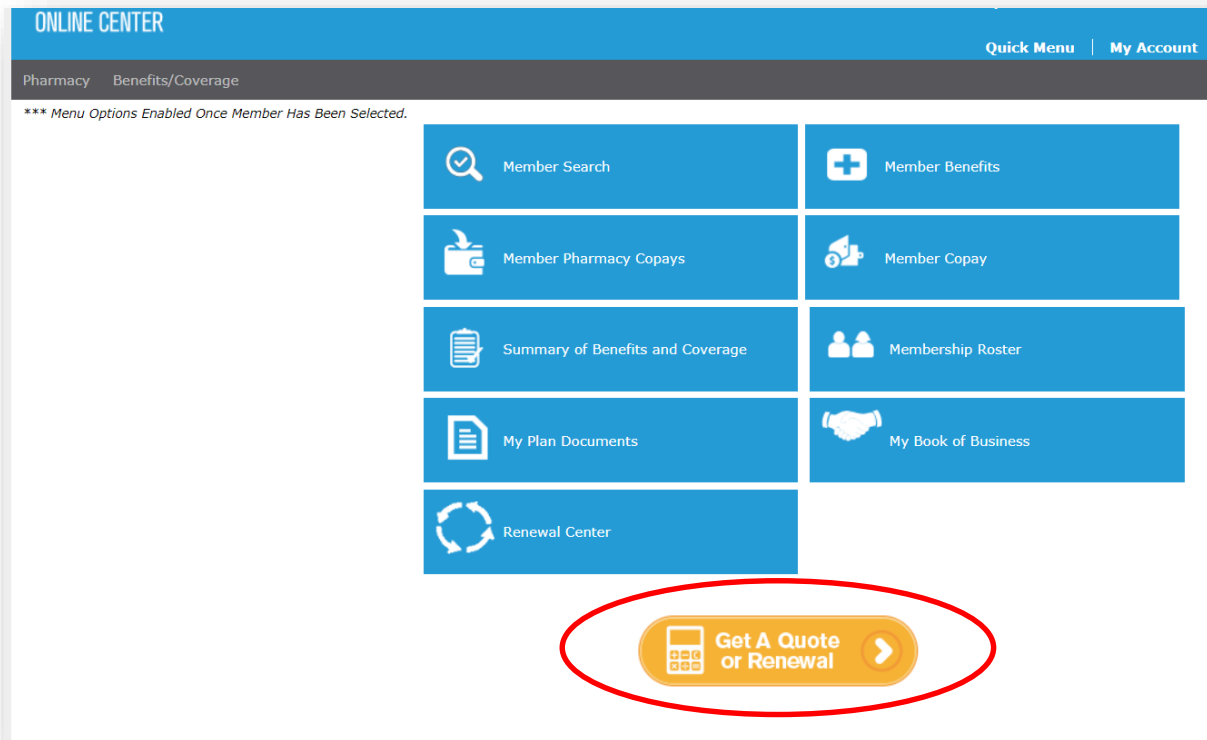 ONLINE CENTER
Quick Menu | My Account
Pharmacy Benefits/Coverage
*** Menu Options Enabled Once Member Has Been Selected.
Member Search
Member Benefits
Member Pharmacy Copays
Member Copay
Summary of Benefits and Coverage
Membership Roster
My Plan Documents
My Book of Business
Renewal Center
Get A Quote
or Renewal